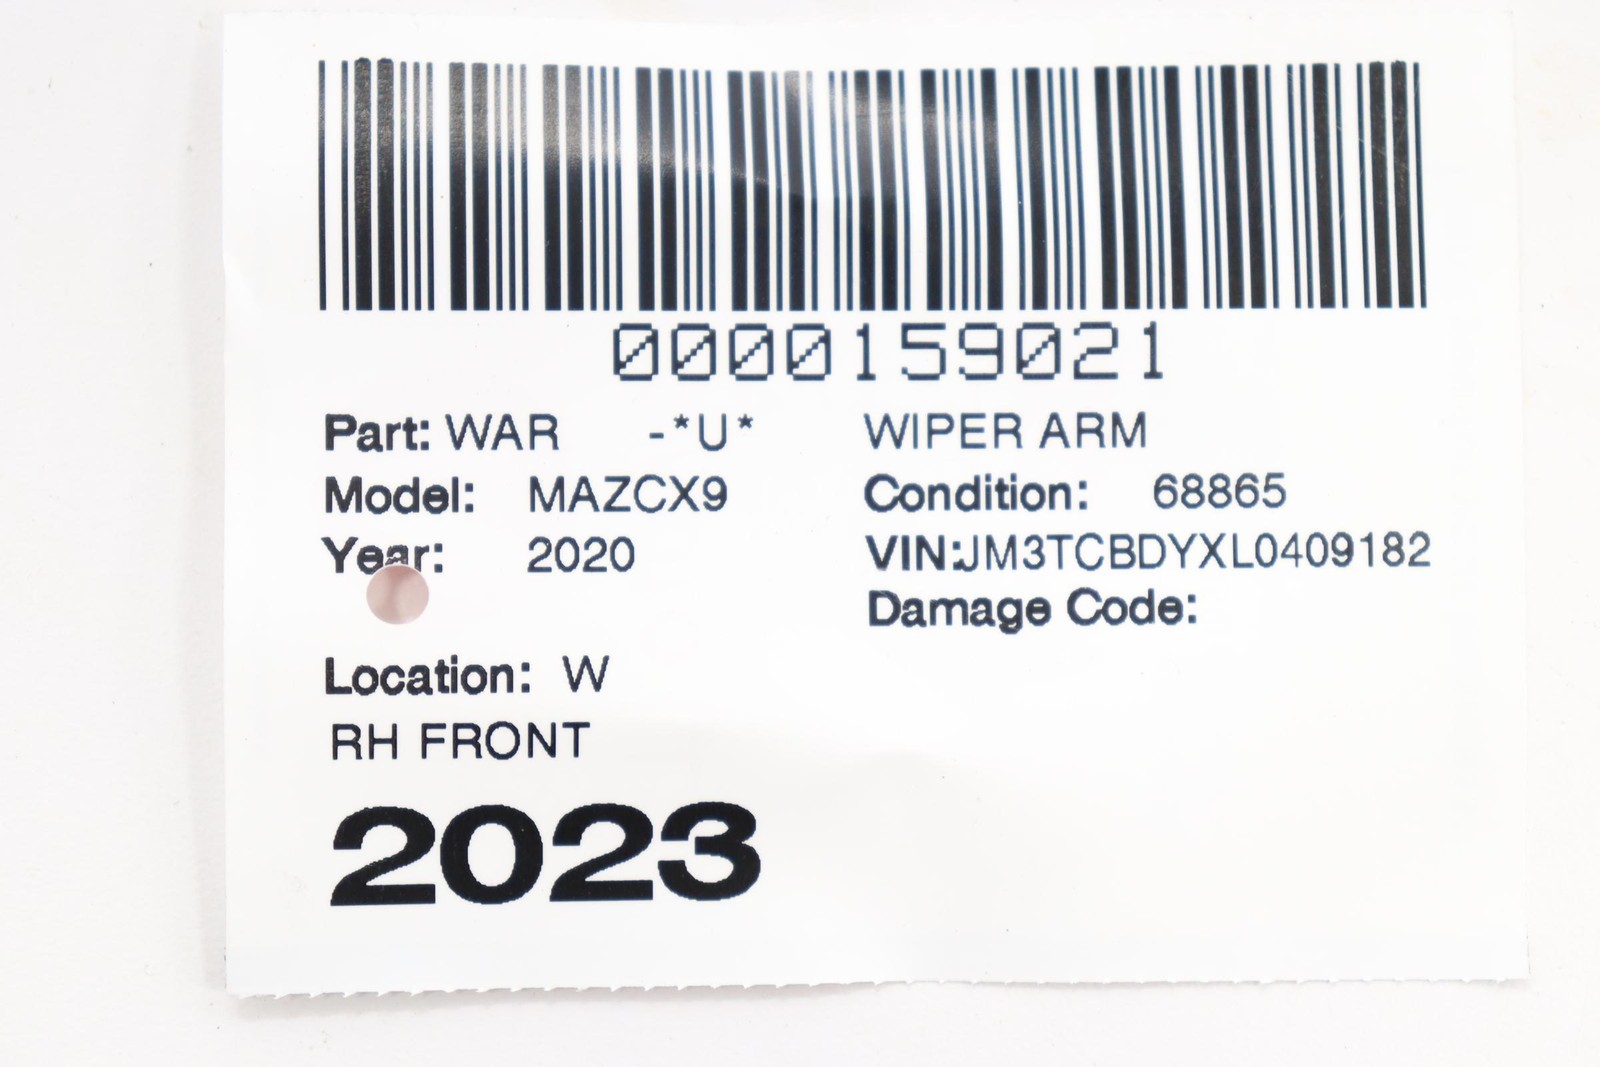 0000159021
Part: WAR -*U* WIPER ARM
Model: MAZCX9 Condition: 68865
Year: 2020 VIN:JM3TCBDYXL0409182
Damage Code:
Location: W
RH FRONT
2023